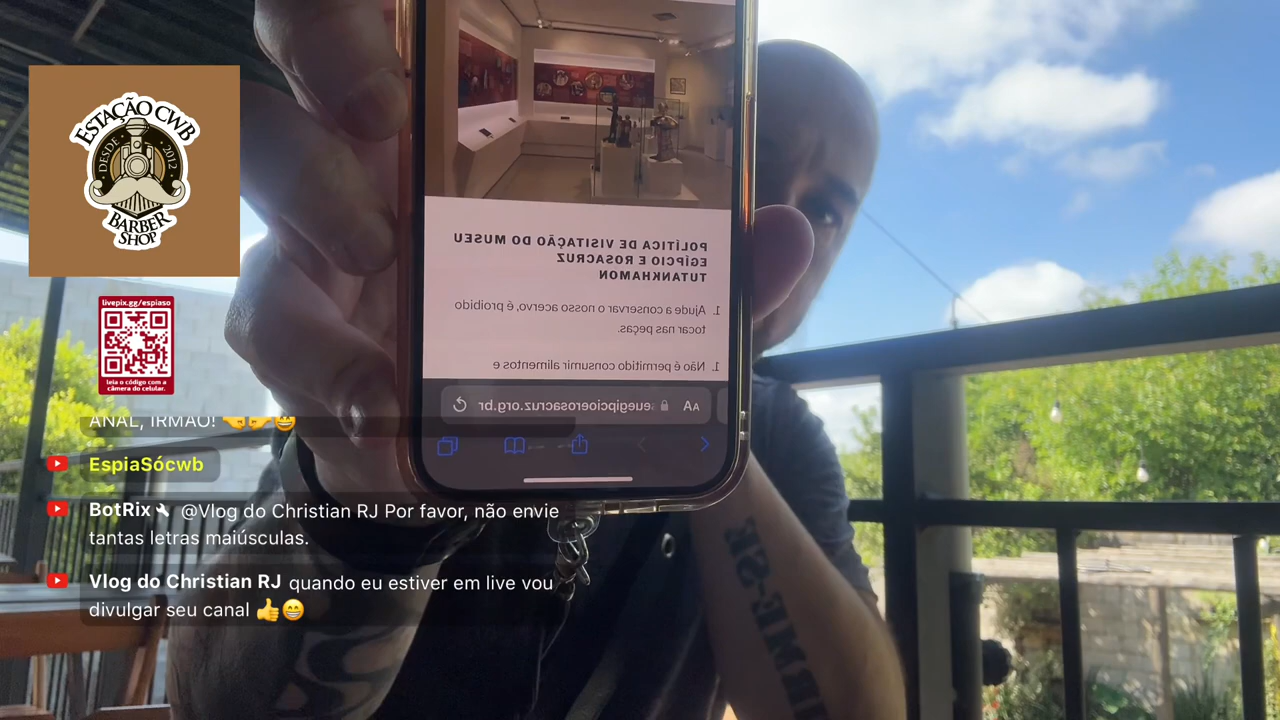 ESTAÇÃO CWB
DESDE 2012
BARBER
SHOP
livepix.gg/espiaso
leia o código com a
câmera do celular.
POLÍTICA DE VISITAÇÃO DO MUSEU
EGÍPCIO E ROSACRUZ
TUTANKHAMON
1. Ajude a conservar o nosso acervo, é proibido
tocar nas peças.
1. Não é permitido consumir alimentos e
AA euegipcioerosacruz.org.br
ANAL, IRMÃO! 🤜🤛😄
EspiaSócwb
BotRix @Vlog do Christian RJ Por favor, não envie
tantas letras maiúsculas.
Vlog do Christian RJ quando eu estiver em live vou
divulgar seu canal 👍😁